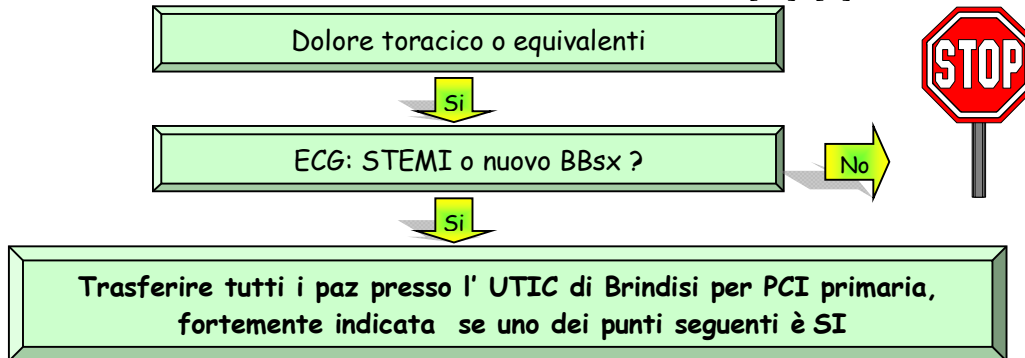 Dolore toracico o equivalenti
STOP
Si
ECG: STEMI o nuovo BBsx ?
No
Si
Trasferire tutti i paz presso l' UTIC di Brindisi per PCI primaria,
fortemente indicata se uno dei punti seguenti è SI